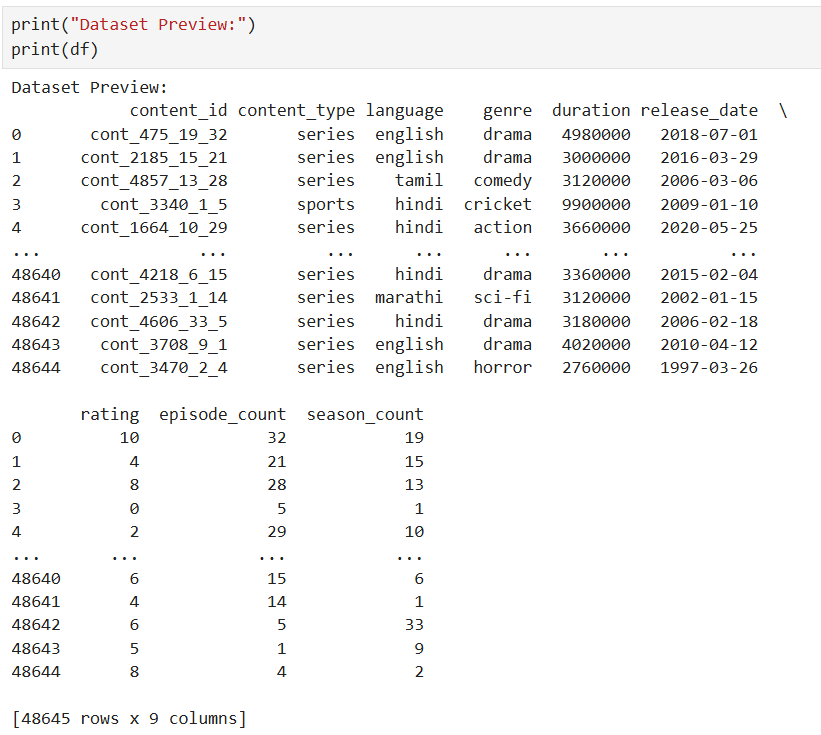 print("Dataset Preview:")
print(df)
Dataset Preview:
content_id content_type language genre duration release_date \
0 cont_475_19_32 series english drama 4980000 2018-07-01
1 cont_2185_15_21 series english drama 3000000 2016-03-29
2 cont_4857_13_28 series tamil comedy 3120000 2006-03-06
3 cont_3340_1_5 sports hindi cricket 9900000 2009-01-10
4 cont_1664_10_29 series hindi action 3660000 2020-05-25
... ... ... ... ... ... ...
48640 cont_4218_6_15 series hindi drama 3360000 2015-02-04
48641 cont_2533_1_14 series marathi sci-fi 3120000 2002-01-15
48642 cont_4606_33_5 series hindi drama 3180000 2006-02-18
48643 cont_3708_9_1 series english drama 4020000 2010-04-12
48644 cont_3470_2_4 series english horror 2760000 1997-03-26
rating episode_count season_count
0 10 32 19
1 4 21 15
2 8 28 13
3 0 5 1
4 2 29 10
... ... ... ...
48640 6 15 6
48641 4 14 1
48642 6 5 33
48643 5 1 9
48644 8 4 2
[48645 rows x 9 columns]